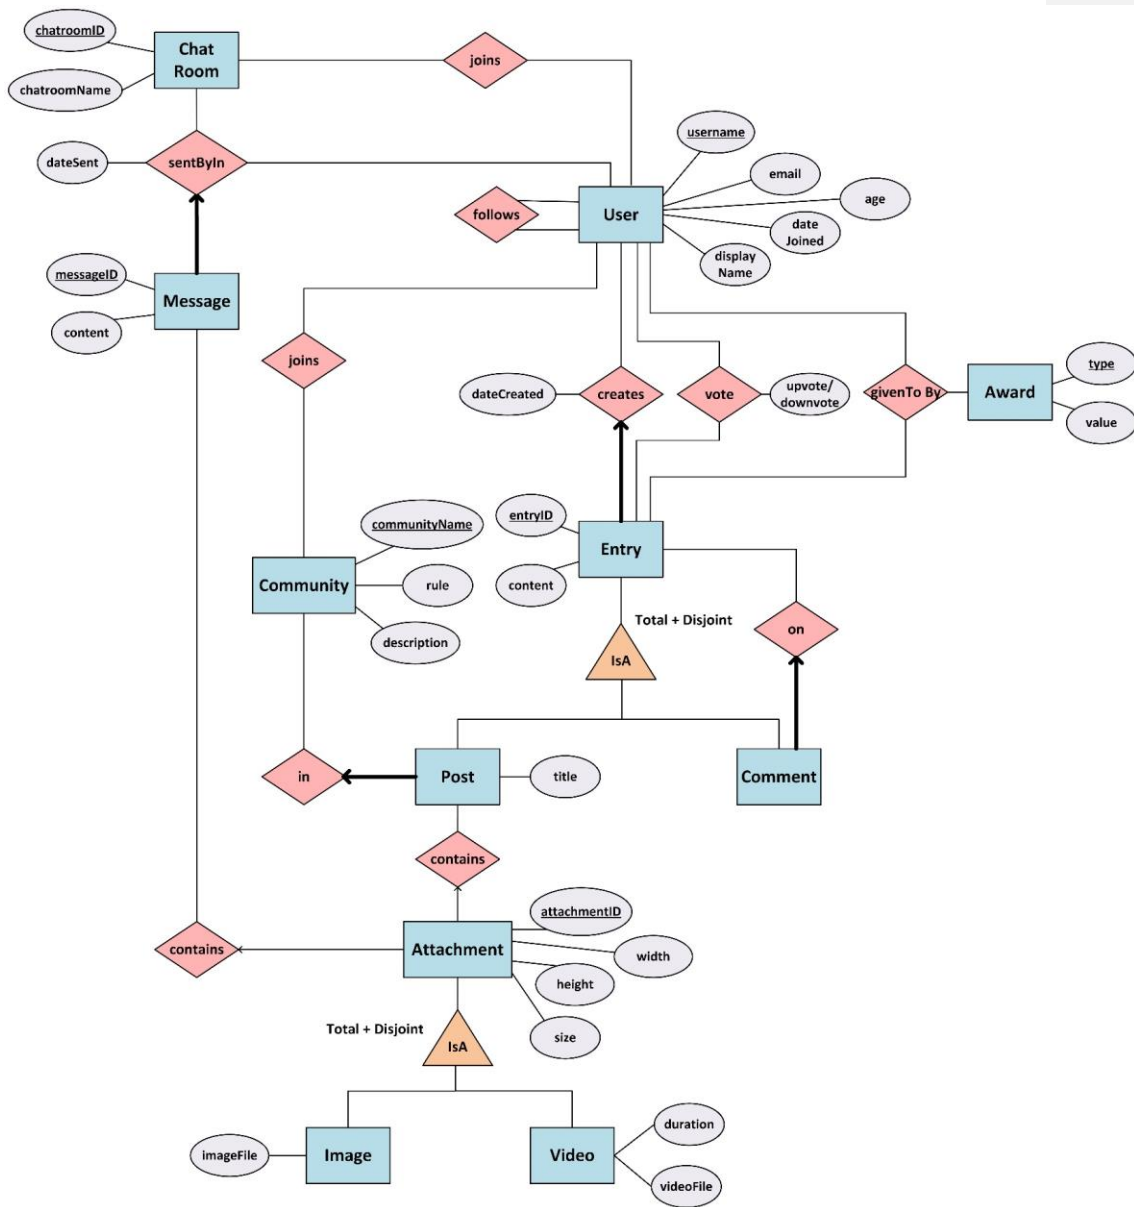 chatroomID
Chat
Room
chatroomName
joins
dateSent
sentByIn
username
email
age
follows
User
date
Joined
display
Name
messageID
Message
content
joins
dateCreated
creates
vote
upvote/
downvote
givenTo By
Award
type
value
communityName
Community
rule
description
entryID
Entry
content
Total + Disjoint
IsA
on
in
Post
title
Comment
contains
contains
Attachment
attachmentID
width
height
size
Total + Disjoint
IsA
imageFile
Image
Video
duration
videoFile